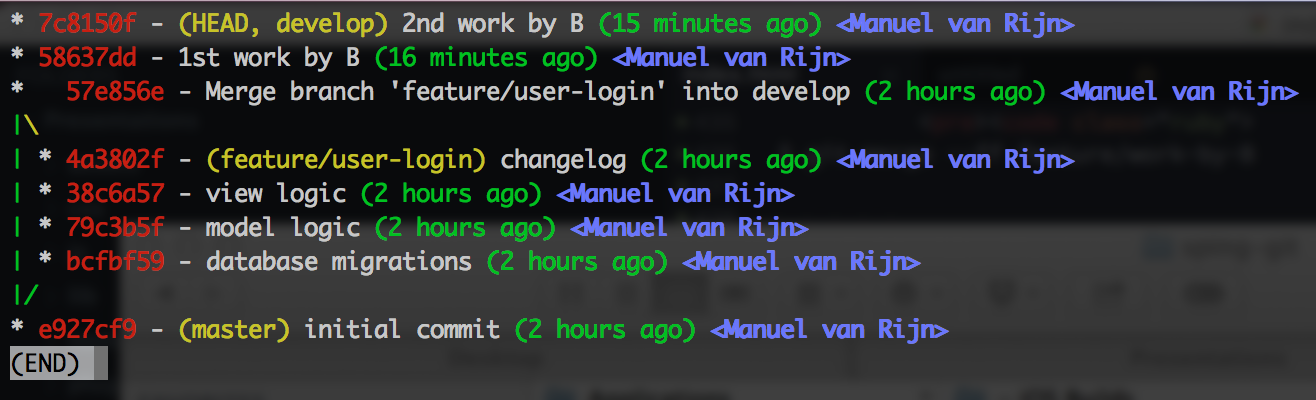 * 7c8150f - (HEAD, develop) 2nd work by B (15 minutes ago) <Manuel van Rijn>
* 58637dd - 1st work by B (16 minutes ago) <Manuel van Rijn>
*   57e856e - Merge branch 'feature/user-login' into develop (2 hours ago) <Manuel van Rijn>
|\
| * 4a3802f - (feature/user-login) changelog (2 hours ago) <Manuel van Rijn>
| * 38c6a57 - view logic (2 hours ago) <Manuel van Rijn>
| * 79c3b5f - model logic (2 hours ago) <Manuel van Rijn>
| * bcfbf59 - database migrations (2 hours ago) <Manuel van Rijn>
|/
* e927cf9 - (master) initial commit (2 hours ago) <Manuel van Rijn>
(END)